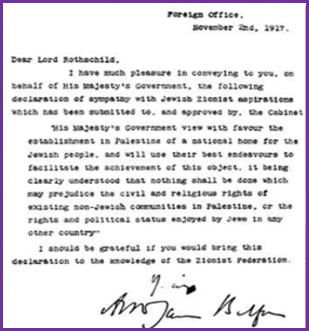 Foreign Office,
November 2nd, 1917.
Dear Lord Rothschild,
I have much pleasure in conveying to you, on
behalf of His Majesty's Government, the following
declaration of sympathy with Jewish Zionist aspirations
which has been submitted to, and approved by, the Cabinet
"His Majesty's Government view with favour the
establishment in Palestine of a national home for the
Jewish people, and will use their best endeavours to
facilitate the achievement of this object, it being
clearly understood that nothing shall be done which
may prejudice the civil and religious rights of
existing non-Jewish communities in Palestine, or the
rights and political status enjoyed by Jews in any
other country"
I should be grateful if you would bring this
declaration to the knowledge of the Zionist Federation.